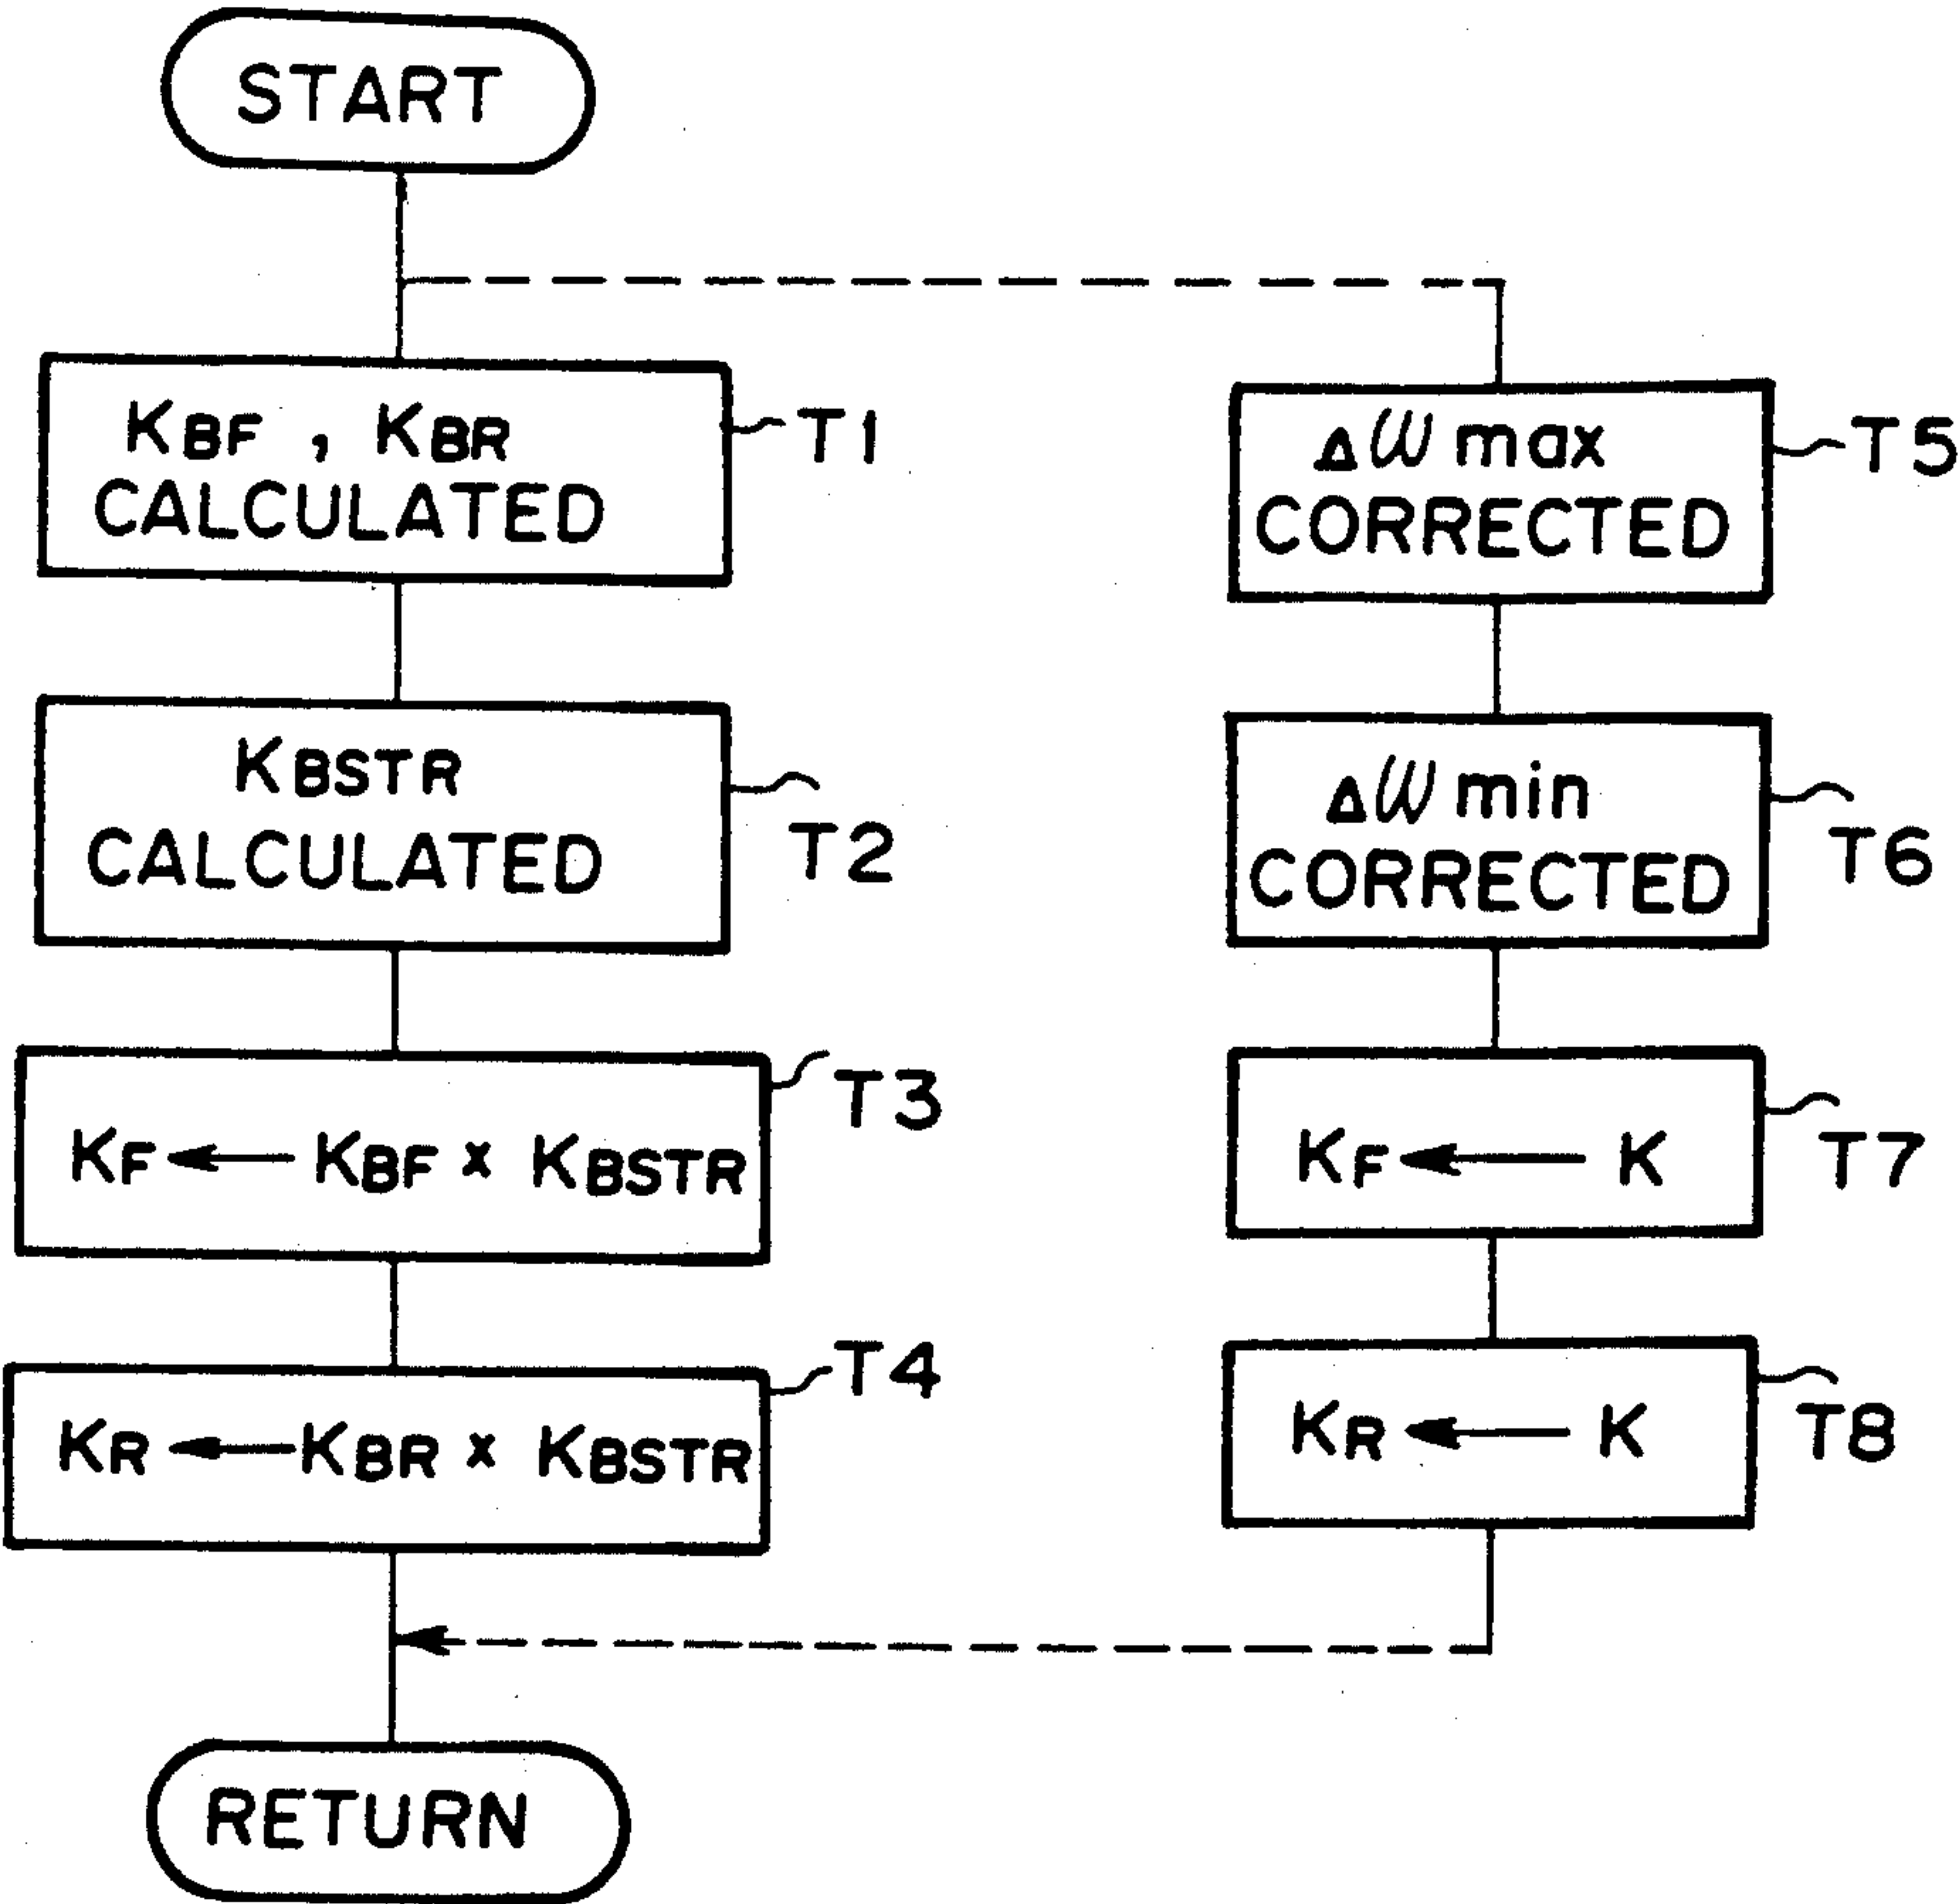 START
KBF , KBR
CALCULATED
T1
KBSTR
CALCULATED
T2
KF ← KBF x KBSTR
T3
KR ← KBR x KBSTR
T4
RETURN
ΔW max
CORRECTED
T5
ΔW min
CORRECTED
T6
KF ← K
T7
KR ← K
T8